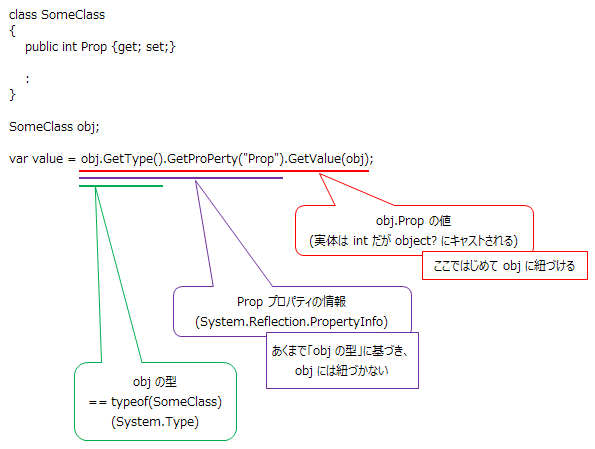 class SomeClass
{
public int Prop {get; set;}
:
}
SomeClass obj;
var value = obj.GetType().GetProPerty("Prop").GetValue(obj);
obj.Prop の値
(実体は int だが object? にキャストされる)
ここではじめて obj に紐づける
Prop プロパティの情報
(System.Reflection.PropertyInfo)
あくまで「obj の型」に基づき、
obj には紐づかない
obj の型
== typeof(SomeClass)
(System.Type)